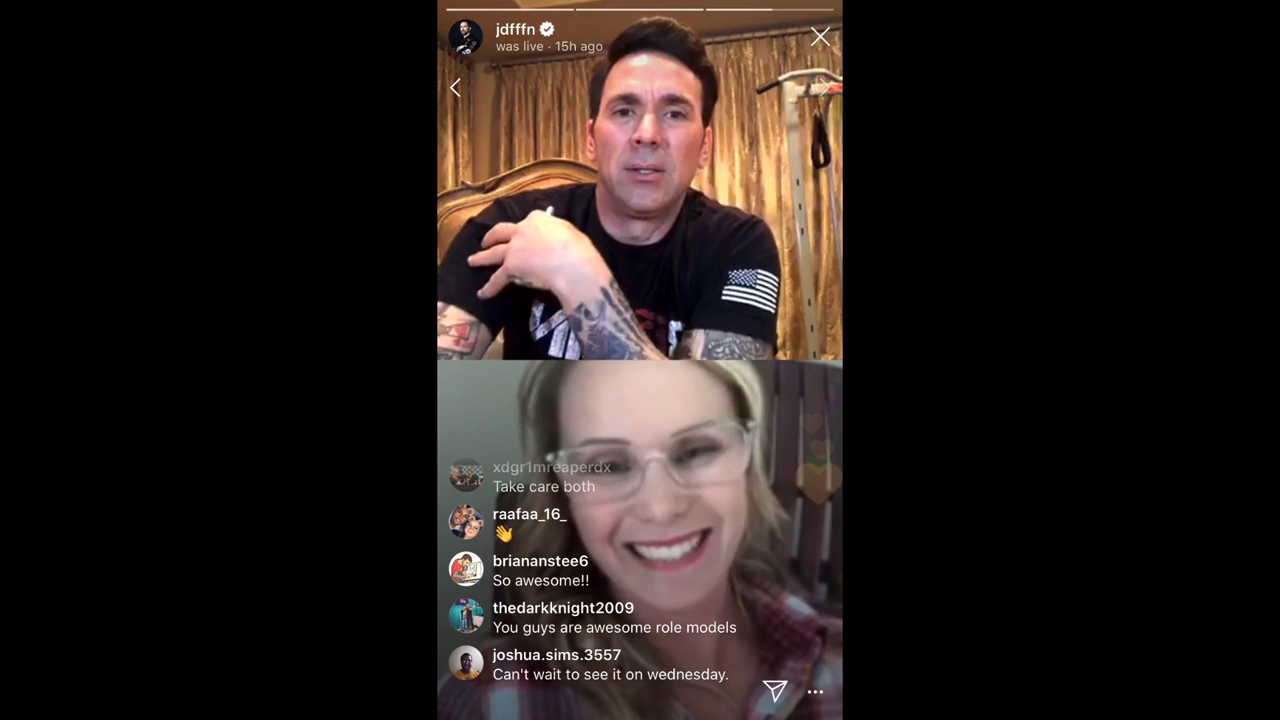 jdfffn
was live · 15h ago
xdgr1mreaperdx
Take care both
raafaa_16_
👋
briananstee6
So awesome!!
thedarkknight2009
You guys are awesome role models
joshua.sims.3557
Can't wait to see it on wednesday.